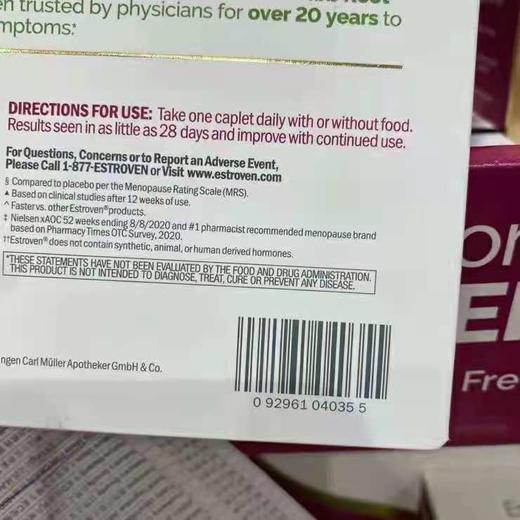 trusted by physicians for over 20 years to
mptoms.*
DIRECTIONS FOR USE: Take one caplet daily with or without food.
Results seen in as little as 28 days and improve with continued use.
For Questions, Concerns or to Report an Adverse Event,
Please Call 1-877-ESTROVEN or Visit www.estroven.com
§ Compared to placebo per the Menopause Rating Scale (MRS).
▲ Based on clinical studies after 12 weeks of use.
^ Faster vs. other Estroven® products.
‡ Nielsen xAOC 52 weeks ending 8/8/2020 and #1 pharmacist recommended menopause brand
based on Pharmacy Times OTC Survey, 2020.
††Estroven® does not contain synthetic, animal, or human derived hormones.
*THESE STATEMENTS HAVE NOT BEEN EVALUATED BY THE FOOD AND DRUG ADMINISTRATION.
THIS PRODUCT IS NOT INTENDED TO DIAGNOSE, TREAT, CURE OR PREVENT ANY DISEASE.
ngen Carl Müller Apotheker GmbH & Co.
0 92961 04035 5
or
E
Fre